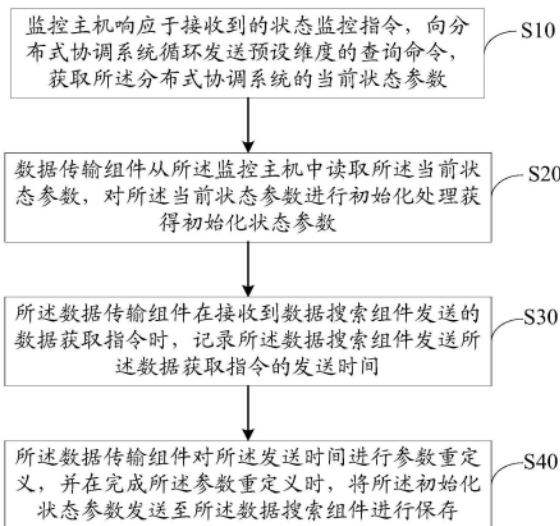 监控主机响应于接收到的状态监控指令，向分
布式协调系统循环发送预设维度的查询命令，
获取所述分布式协调系统的当前状态参数
S10
数据传输组件从所述监控主机中读取所述当前状
态参数，对所述当前状态参数进行初始化处理获
得初始化状态参数
S20
所述数据传输组件在接收到数据搜索组件发送的
数据获取指令时，记录所述数据搜索组件发送所
述数据获取指令的发送时间
S30
所述数据传输组件对所述发送时间进行参数重定
义，并在完成所述参数重定义时，将所述初始化
状态参数发送至所述数据搜索组件进行保存
S40